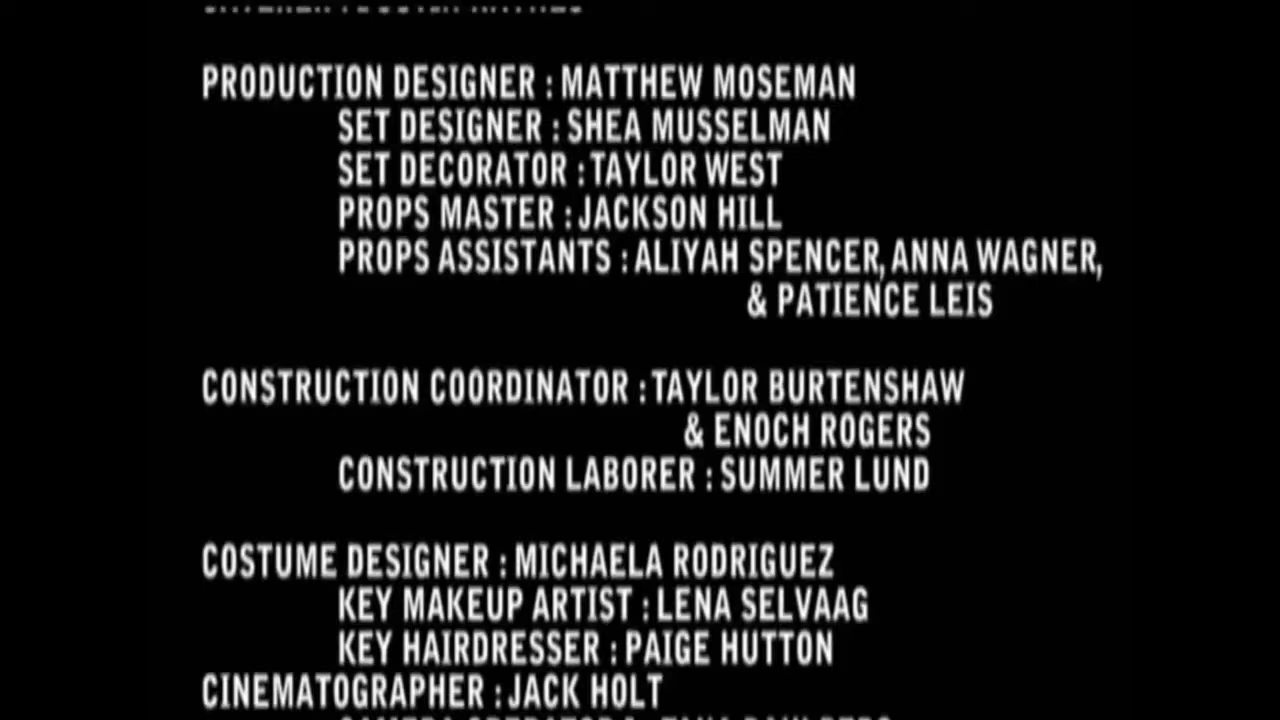 PRODUCTION DESIGNER : MATTHEW MOSEMAN
SET DESIGNER : SHEA MUSSELMAN
SET DECORATOR : TAYLOR WEST
PROPS MASTER : JACKSON HILL
PROPS ASSISTANTS : ALIYAH SPENCER, ANNA WAGNER,
& PATIENCE LEIS
CONSTRUCTION COORDINATOR : TAYLOR BURTENSHAW
& ENOCH ROGERS
CONSTRUCTION LABORER : SUMMER LUND
COSTUME DESIGNER : MICHAELA RODRIGUEZ
KEY MAKEUP ARTIST : LENA SELVAAG
KEY HAIRDRESSER : PAIGE HUTTON
CINEMATOGRAPHER : JACK HOLT